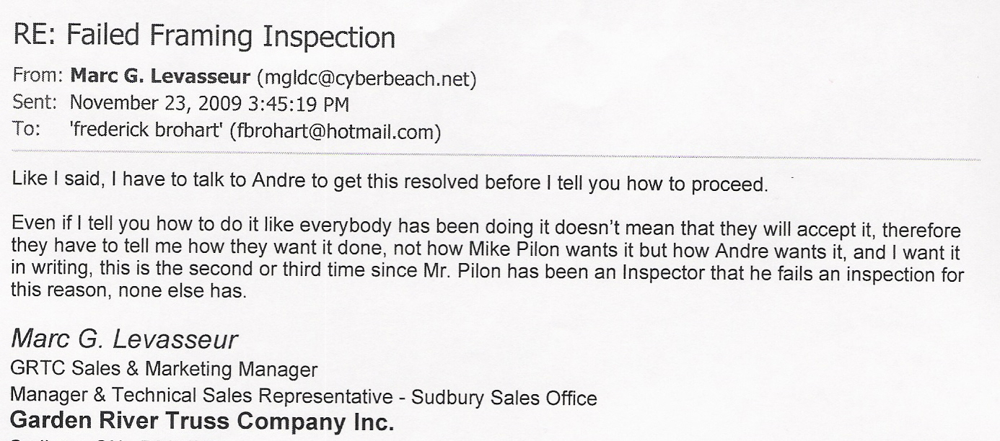 RE: Failed Framing Inspection
From: Marc G. Levasseur (mgldc@cyberbeach.net)
Sent: November 23, 2009 3:45:19 PM
To: 'frederick brohart' (fbrohart@hotmail.com)
Like I said, I have to talk to Andre to get this resolved before I tell you how to proceed.
Even if I tell you how to do it like everybody has been doing it doesn't mean that they will accept it, therefore
they have to tell me how they want it done, not how Mike Pilon wants it but how Andre wants it, and I want it
in writing, this is the second or third time since Mr. Pilon has been an Inspector that he fails an inspection for
this reason, none else has.
Marc G. Levasseur
GRTC Sales & Marketing Manager
Manager & Technical Sales Representative - Sudbury Sales Office
Garden River Truss Company Inc.